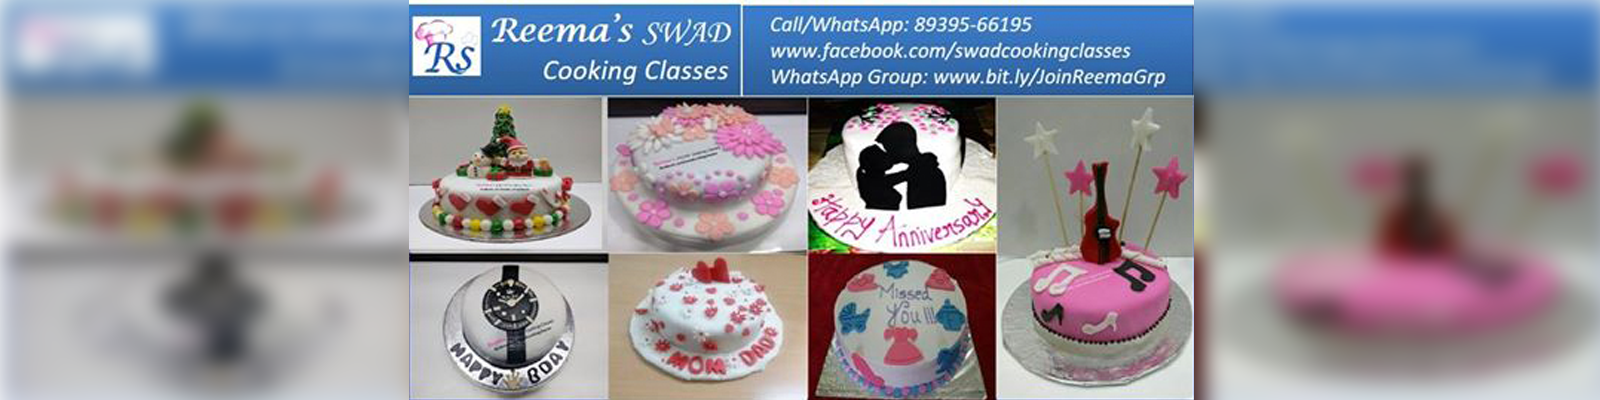 Rs
Reema's SWAD
Cooking Classes
Call/WhatsApp: 89395-66195
www.facebook.com/swadcookingclasses
WhatsApp Group: www.bit.ly/JoinReemaGrp
Happy Anniversary
HAPPY BDAY
MOM DAD
Missed
You !!!